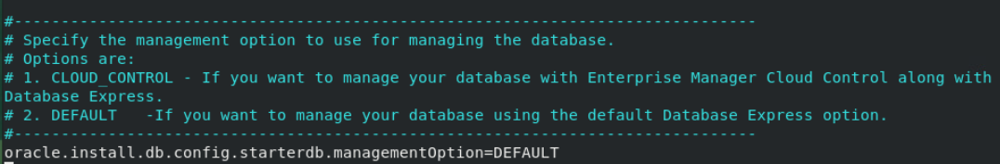 #-------------------------------------------------------------------------------
# Specify the management option to use for managing the database.
# Options are:
# 1. CLOUD_CONTROL - If you want to manage your database with Enterprise Manager Cloud Control along with
Database Express.
# 2. DEFAULT   -If you want to manage your database using the default Database Express option.
#-------------------------------------------------------------------------------
oracle.install.db.config.starterdb.managementOption=DEFAULT